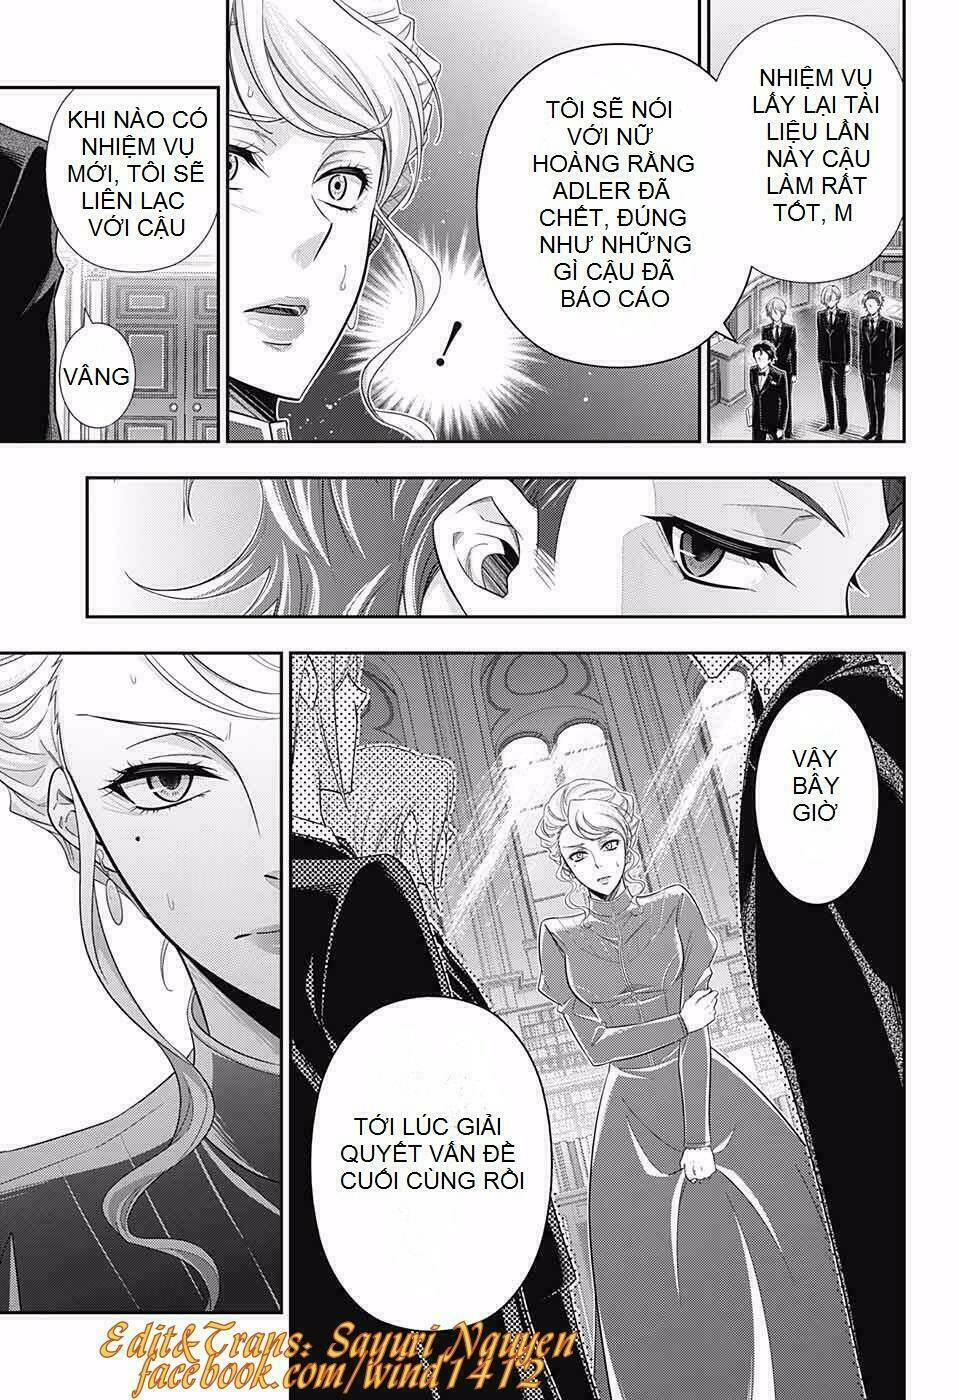 NHIỆM VỤ
LẤY LẠI TÀI
LIỆU LẦN
NÀY CẬU
LÀM RẤT
TỐT, M
TÔI SẼ NÓI
VỚI NỮ
HOÀNG RẰNG
ADLER ĐÃ
CHẾT, ĐÚNG
NHƯ NHỮNG
GÌ CẬU ĐÃ
BÁO CÁO
!
KHI NÀO CÓ
NHIỆM VỤ
MỚI, TÔI SẼ
LIÊN LẠC
VỚI CẬU
VÂNG
VẬY
BÂY
GIỜ
TỚI LÚC GIẢI
QUYẾT VẤN ĐỀ
CUỐI CÙNG RỒI
Edit&Trans: Sayuri Nguyen
facebook.com/wind1412